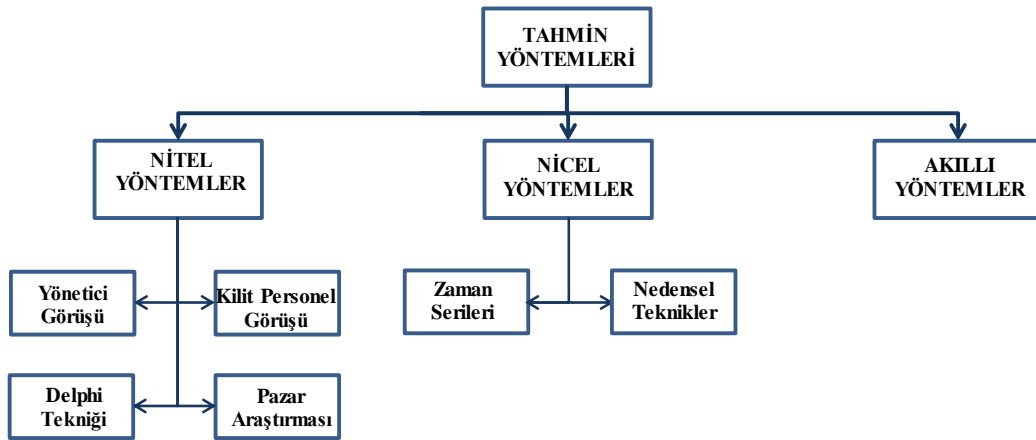 TAHMİN
YÖNTEMLERİ
NİTEL
YÖNTEMLER
NİCEL
YÖNTEMLER
AKILLI
YÖNTEMLER
Yönetici
Görüşü
Kilit Personel
Görüşü
Zaman
Serileri
Nedensel
Teknikler
Delphi
Tekniği
Pazar
Araştırması